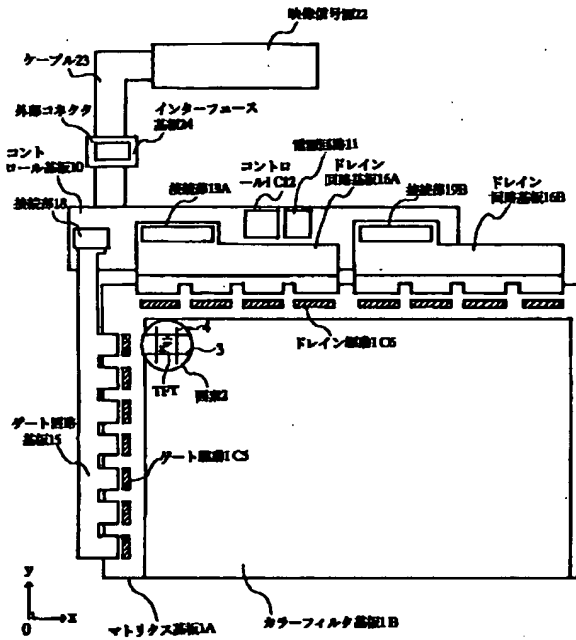 映像信号源22
ケーブル23
外部コネクタ
インターフェース
基板24
コント
ロール基板10
コントロ
ールIC12
電源回路11
ドレイン
回路基板16A
接続部18
接続部19A
接続部19B
ドレイン
回路基板16B
4
3
ドレイン駆動IC6
TFT
画素2
ゲート回路
基板15
ゲート駆動IC5
y
x
0
マトリクス基板1A
カラーフィルタ基板1B